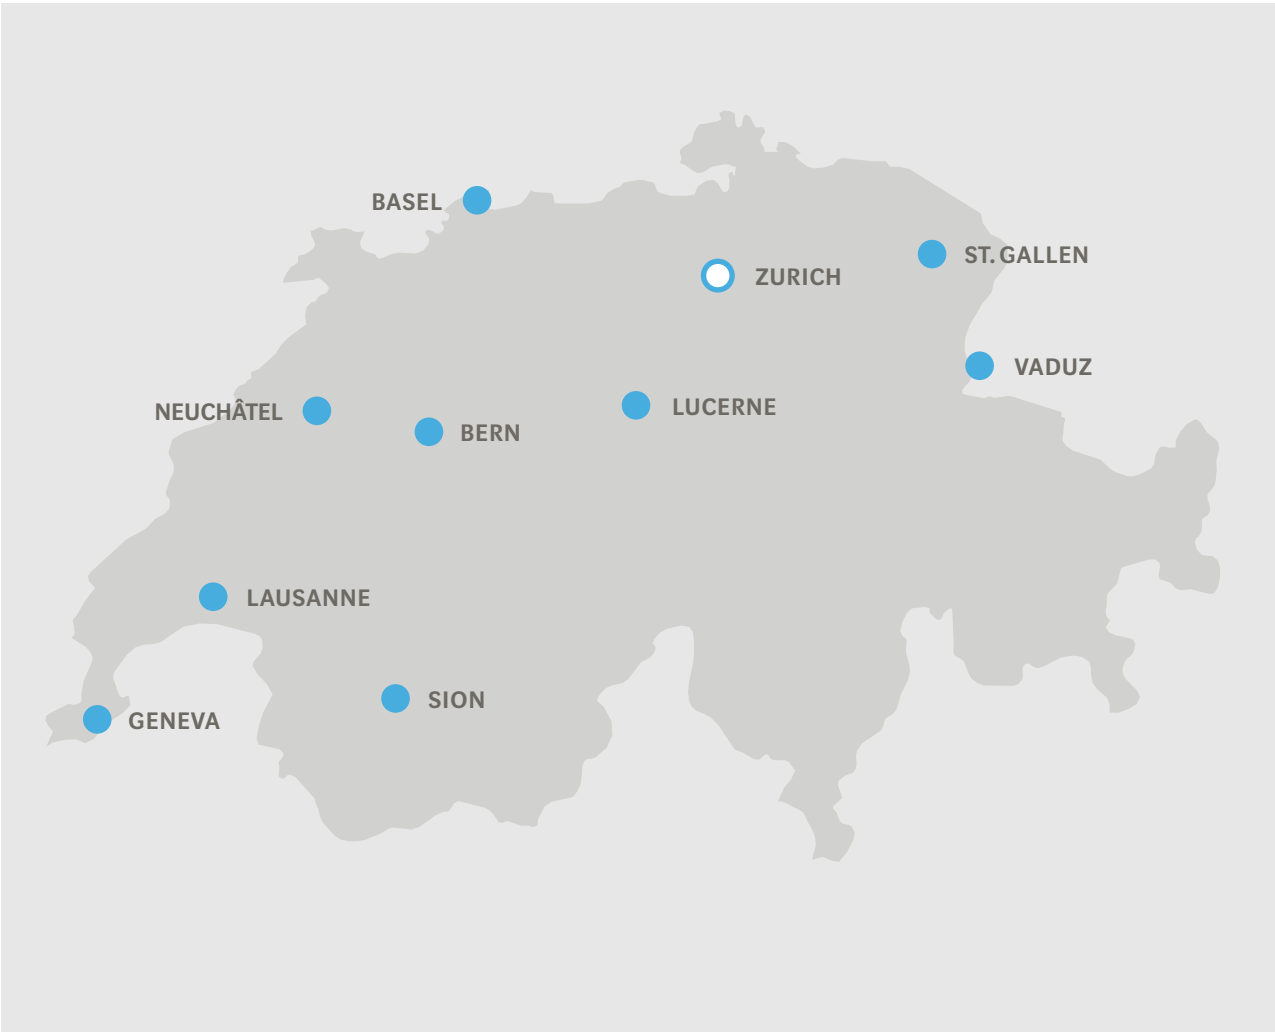 BASEL
ST. GALLEN
ZURICH
VADUZ
LUCERNE
NEUCHÂTEL
BERN
LAUSANNE
SION
GENEVA